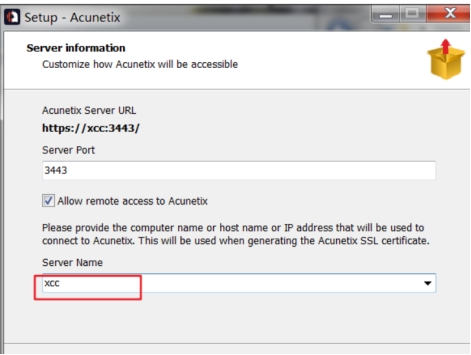 Setup - Acunetix
Server information
Customize how Acunetix will be accessible
Acunetix Server URL
https://xcc:3443/
Server Port
3443
Allow remote access to Acunetix
Please provide the computer name or host name or IP address that will be used to
connect to Acunetix. This will be used when generating the Acunetix SSL certificate.
Server Name
xcc